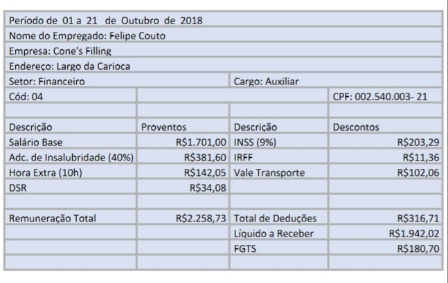 Período de 01 a 21 de Outubro de 2018
Nome do Empregado: Felipe Couto
Empresa: Cone's Filling
Endereço: Largo da Carioca
Setor: Financeiro Cargo: Auxiliar
Cód: 04 CPF: 002.540.003- 21
Descrição Proventos Descrição Descontos
Salário Base R$1.701,00 INSS (9%) R$203,29
Adc. de Insalubridade (40%) R$381,60 IRFF R$11,36
Hora Extra (10h) R$142,05 Vale Transporte R$102,06
DSR R$34,08
Remuneração Total R$2.258,73 Total de Deduções R$316,71
Líquido a Receber R$1.942,02
FGTS R$180,70